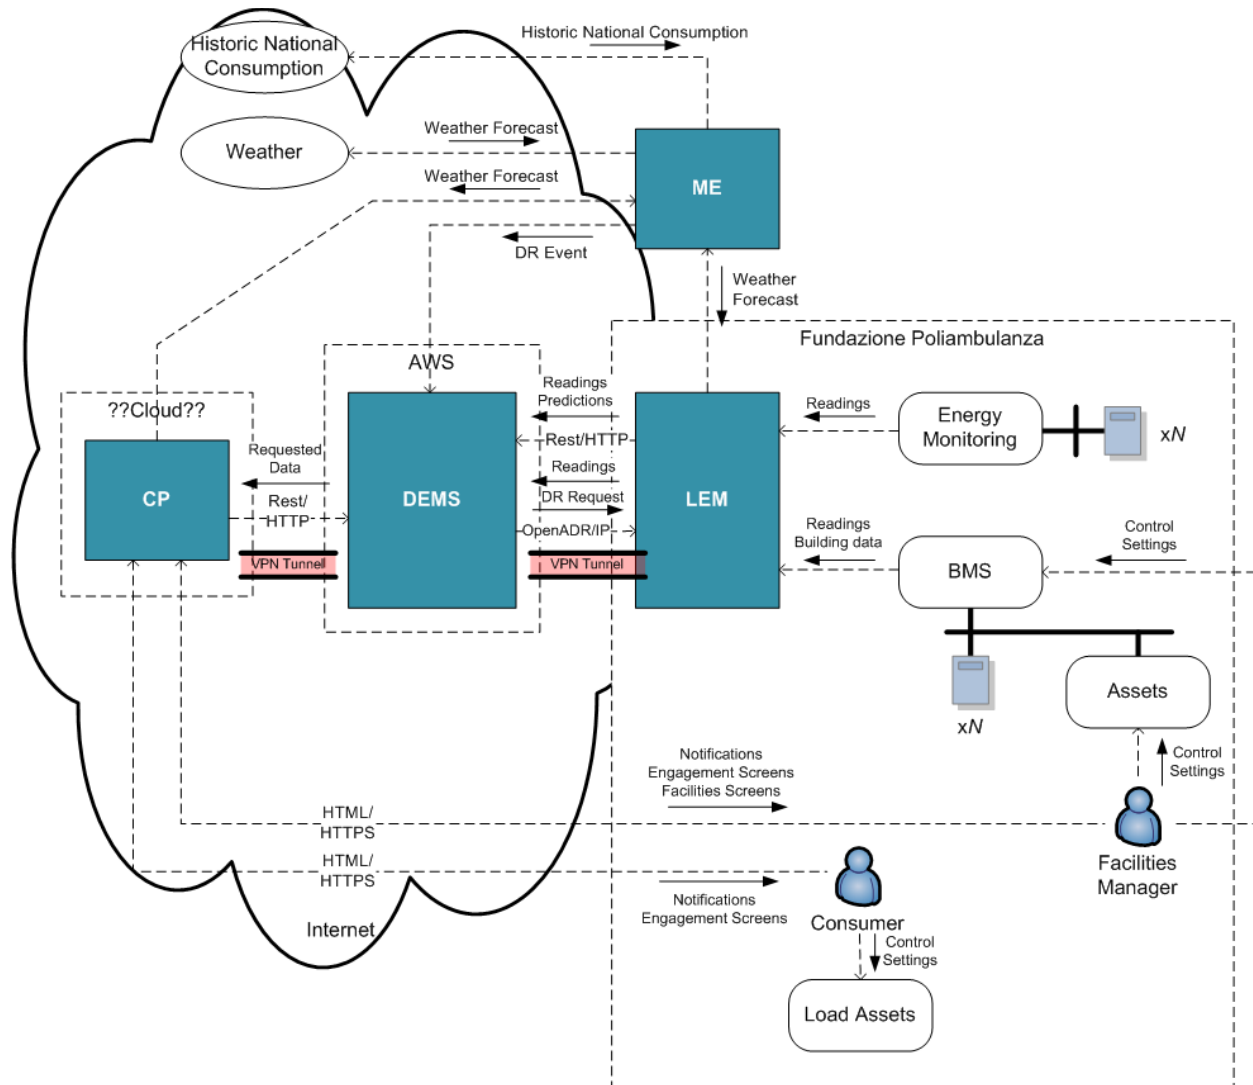 Historic National
Consumption
Historic National Consumption
Weather
Weather Forecast
Weather Forecast
ME
DR Event
Weather
Forecast
Fundazione Poliambulanza
AWS
??Cloud??
CP
Requested
Data
Rest/
HTTP
VPN Tunnel
DEMS
Readings
Predictions
Rest/HTTP
Readings
DR Request
OpenADR/IP
VPN Tunnel
LEM
Readings
Energy
Monitoring
xN
Readings
Building data
BMS
Control
Settings
xN
Assets
Control
Settings
Notifications
Engagement Screens
Facilities Screens
HTML/
HTTPS
Facilities
Manager
HTML/
HTTPS
Notifications
Engagement Screens
Consumer
Internet
Control
Settings
Load Assets